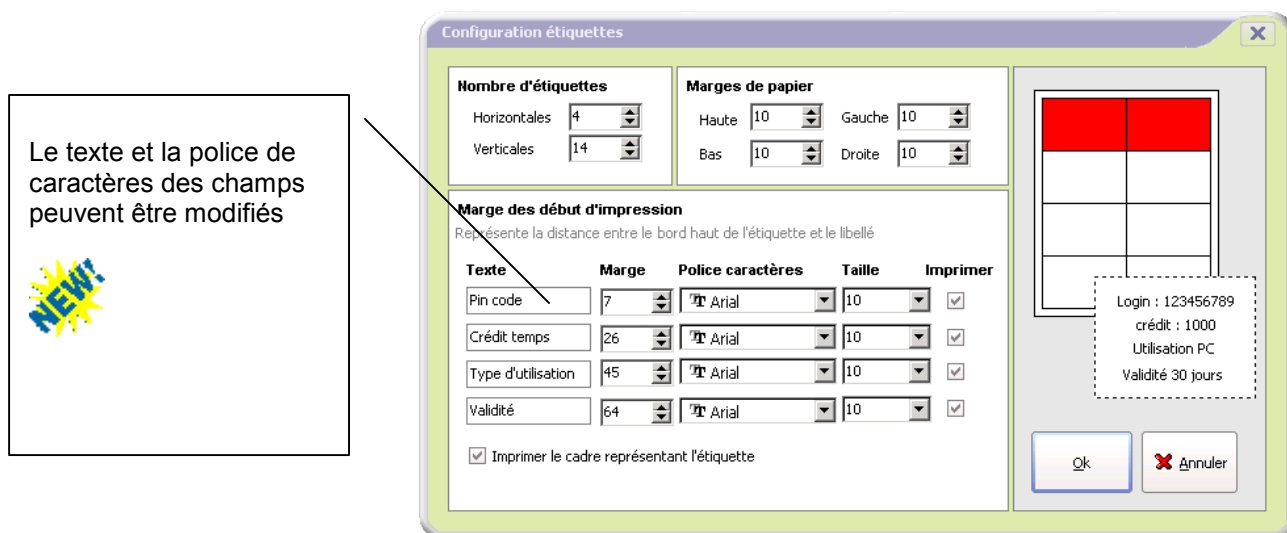 Le texte et la police de
caractères des champs
peuvent être modifiés
NEW!
Configuration étiquettes
Nombre d'étiquettes
Horizontales 4
Verticales 14
Marges de papier
Haute 10 Gauche 10
Bas 10 Droite 10
Marge des début d'impression
Représente la distance entre le bord haut de l'étiquette et le libellé
Texte Marge Police caractères Taille Imprimer
Pin code 7 Arial 10
Crédit temps 26 Arial 10
Type d'utilisation 45 Arial 10
Validité 64 Arial 10
Imprimer le cadre représentant l'étiquette
Login : 123456789
crédit : 1000
Utilisation PC
Validité 30 jours
Ok Annuler